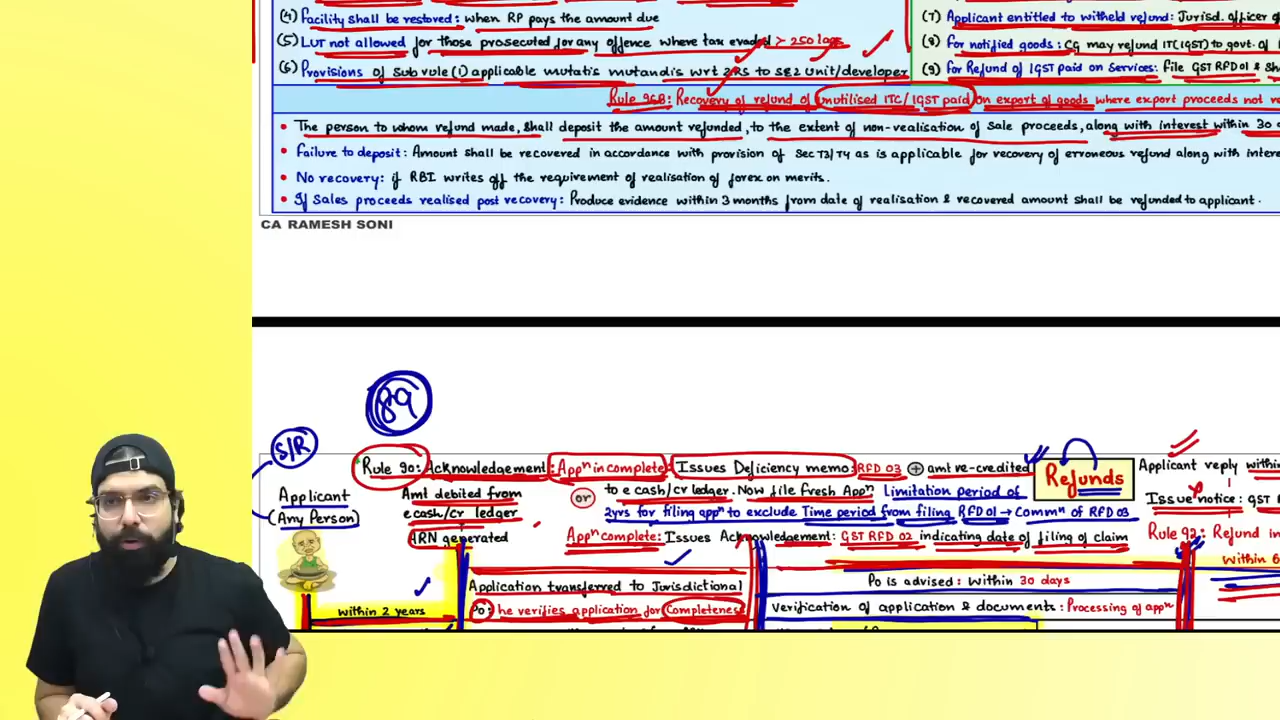 (4) Facility shall be restored: when RP pays the amount due
(5) LUT not allowed for those prosecuted for any offence where tax evaded > 250 lacs
(6) Provisions of Sub rule (1) applicable mutatis mutandis wrt ZRS to SEZ Unit/developer
(7) Applicant entitled to witheld refund: Jurisd. officer
(8) For notified goods: CG may refund ITC(IGST) to govt. of
(9) For Refund of IGST paid on Services: File GST RFD 01 &
Rule 96B: Recovery of refund of unutilised ITC/IGST paid on export of goods where export proceeds not
• The person to whom refund made, shall deposit the amount refunded, to the extent of non-realisation of sale proceeds, along with interest within 30
• Failure to deposit: Amount shall be recovered in accordance with provision of Sec 73/74 as is applicable for recovery of erroneous refund along with
• No recovery: if RBI writes off the requirement of realisation of forex on merits.
• If Sales proceeds realised post recovery: Produce evidence within 3 months from date of realisation & recovered amount shall be refunded to applicant.
CA RAMESH SONI
89
S/R
Applicant
(Any Person)
Rule 90: Acknowledgement
Amt debited from
e cash/cr ledger
ARN generated
Appn incomplete: Issues Deficiency memo: RFD 03 + amt re-credited
or to e cash/cr ledger. Now file fresh Appn Limitation period of
2yrs for filing appn to exclude Time period from filing RFD 01 → Commn of RFD 03
Appn complete: Issues Acknowledgement: GST RFD 02 indicating date of filing of claim
Refunds
Applicant reply within
Issue notice: GST
Rule 92: Refund
within 2 years
Application transferred to Jurisdictional
PO: he verifies application for Completeness
PO is advised: Within 30 days
verification of application & documents: Processing of appn
within 6